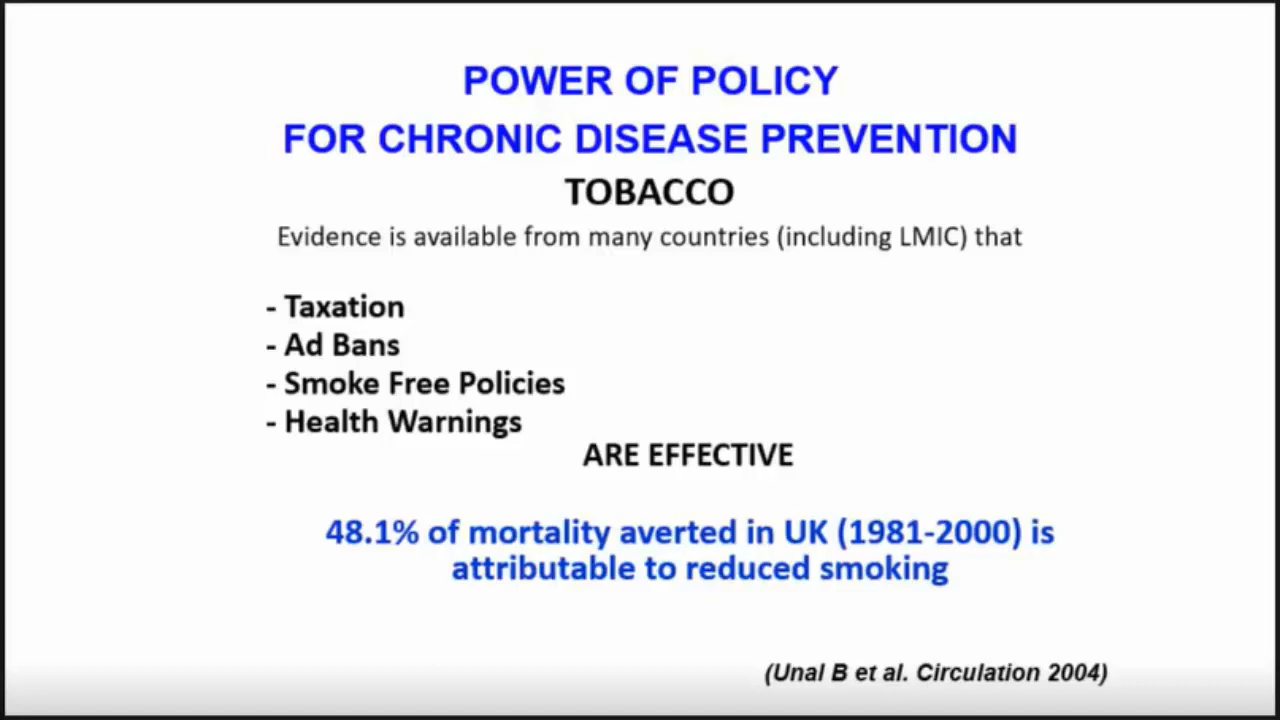 POWER OF POLICY
FOR CHRONIC DISEASE PREVENTION
TOBACCO
Evidence is available from many countries (including LMIC) that
- Taxation
- Ad Bans
- Smoke Free Policies
- Health Warnings
ARE EFFECTIVE
48.1% of mortality averted in UK (1981-2000) is
attributable to reduced smoking
(Unal B et al. Circulation 2004)